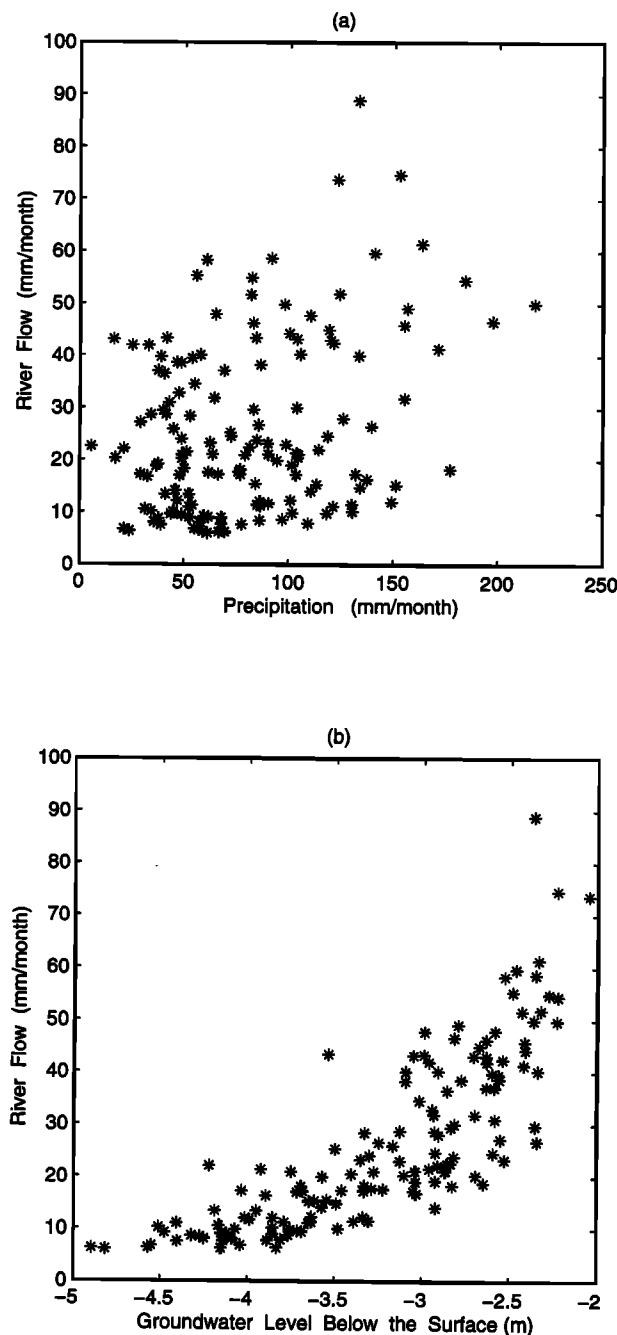 (a)
100
90
80
70
60
50
40
30
20
10
0
River Flow (mm/month)
0 50 100 150 200 250
Precipitation (mm/month)
(b)
100
90
80
70
60
50
40
30
20
10
0
River Flow (mm/month)
-5 -4.5 -4 -3.5 -3 -2.5 -2
Groundwater Level Below the Surface (m)